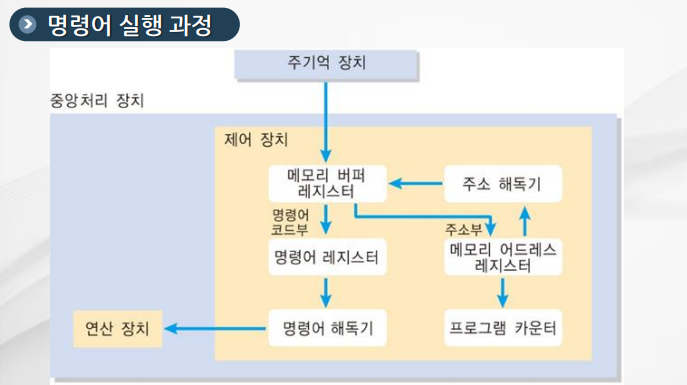 명령어 실행 과정
주기억 장치
중앙처리 장치
제어 장치
메모리 버퍼
레지스터
주소 해독기
명령어
코드부
주소부
명령어 레지스터
메모리 어드레스
레지스터
연산 장치
명령어 해독기
프로그램 카운터